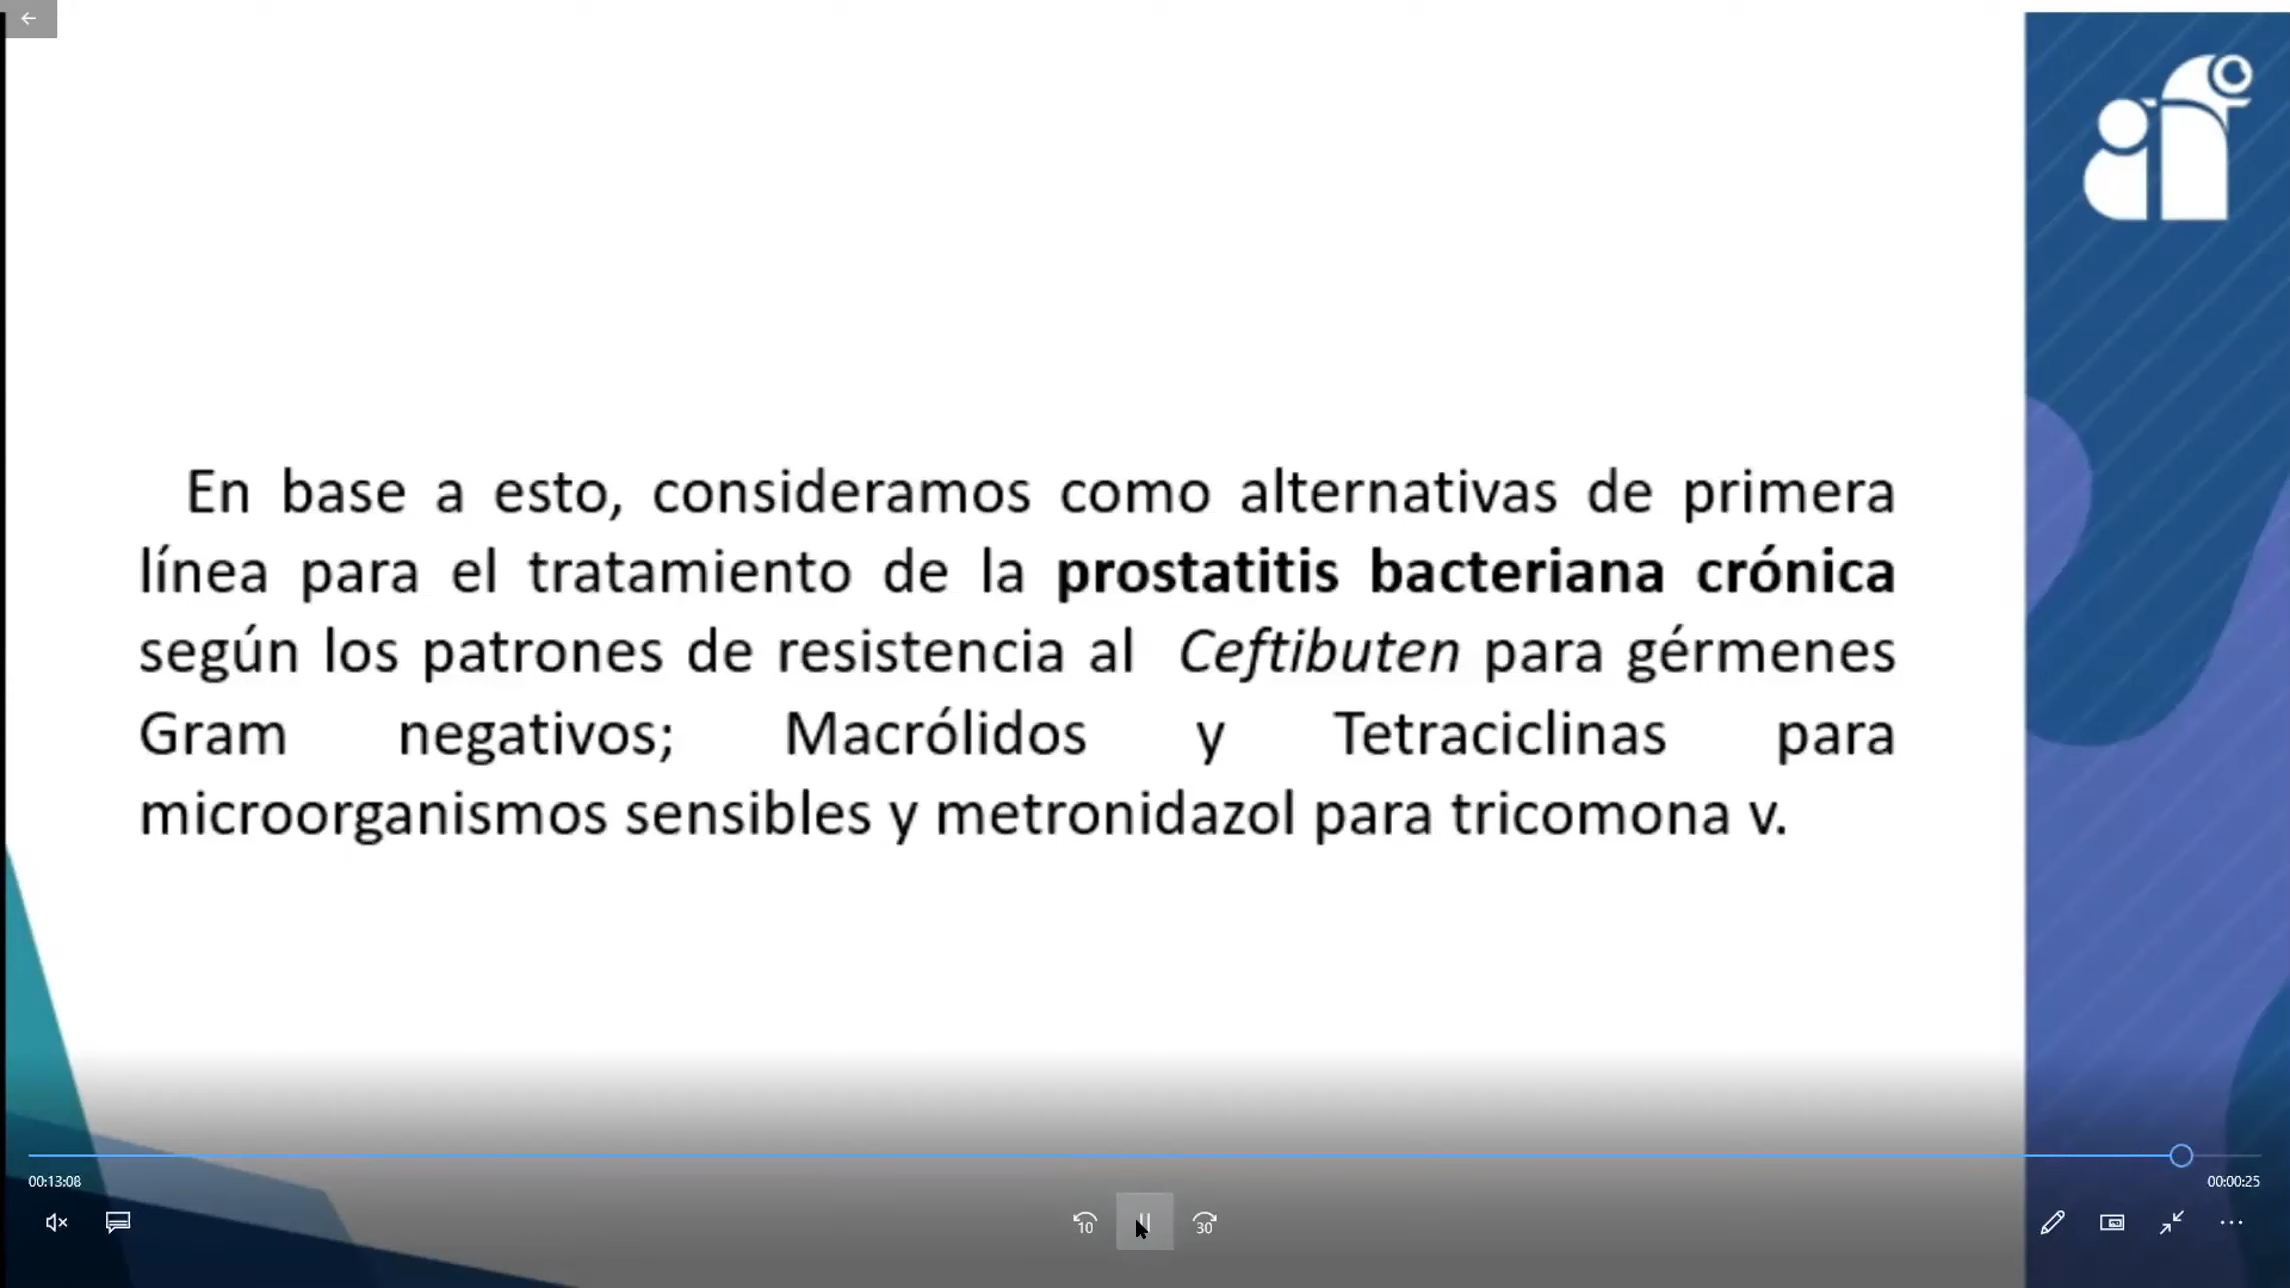 En base a esto, consideramos como alternativas de primera
línea para el tratamiento de la prostatitis bacteriana crónica
según los patrones de resistencia al Ceftibuten para gérmenes
Gram negativos; Macrólidos y Tetraciclinas para
microorganismos sensibles y metronidazol para tricomona v.
00:13:08
00:00:25
10
30